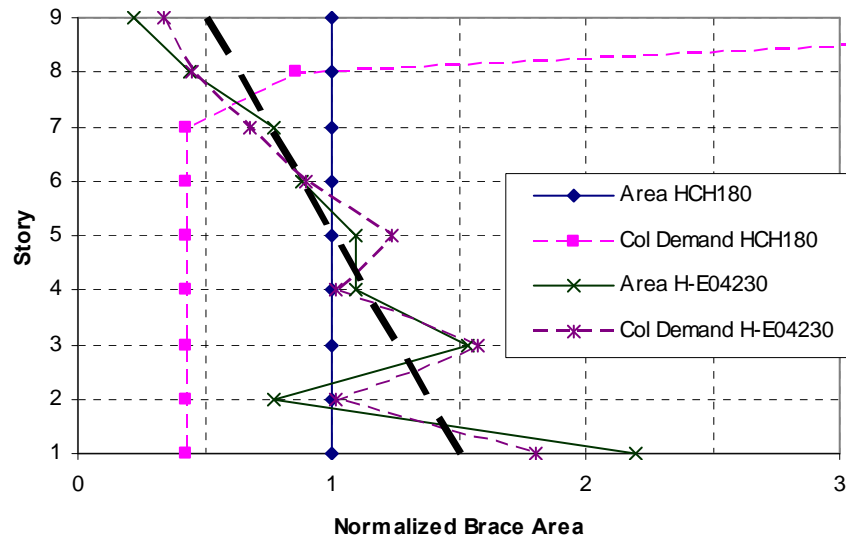 9
8
7
6
5
4
3
2
1
Story
0
1
2
3
Normalized Brace Area
Area HCH180
Col Demand HCH180
Area H-E04230
Col Demand H-E04230